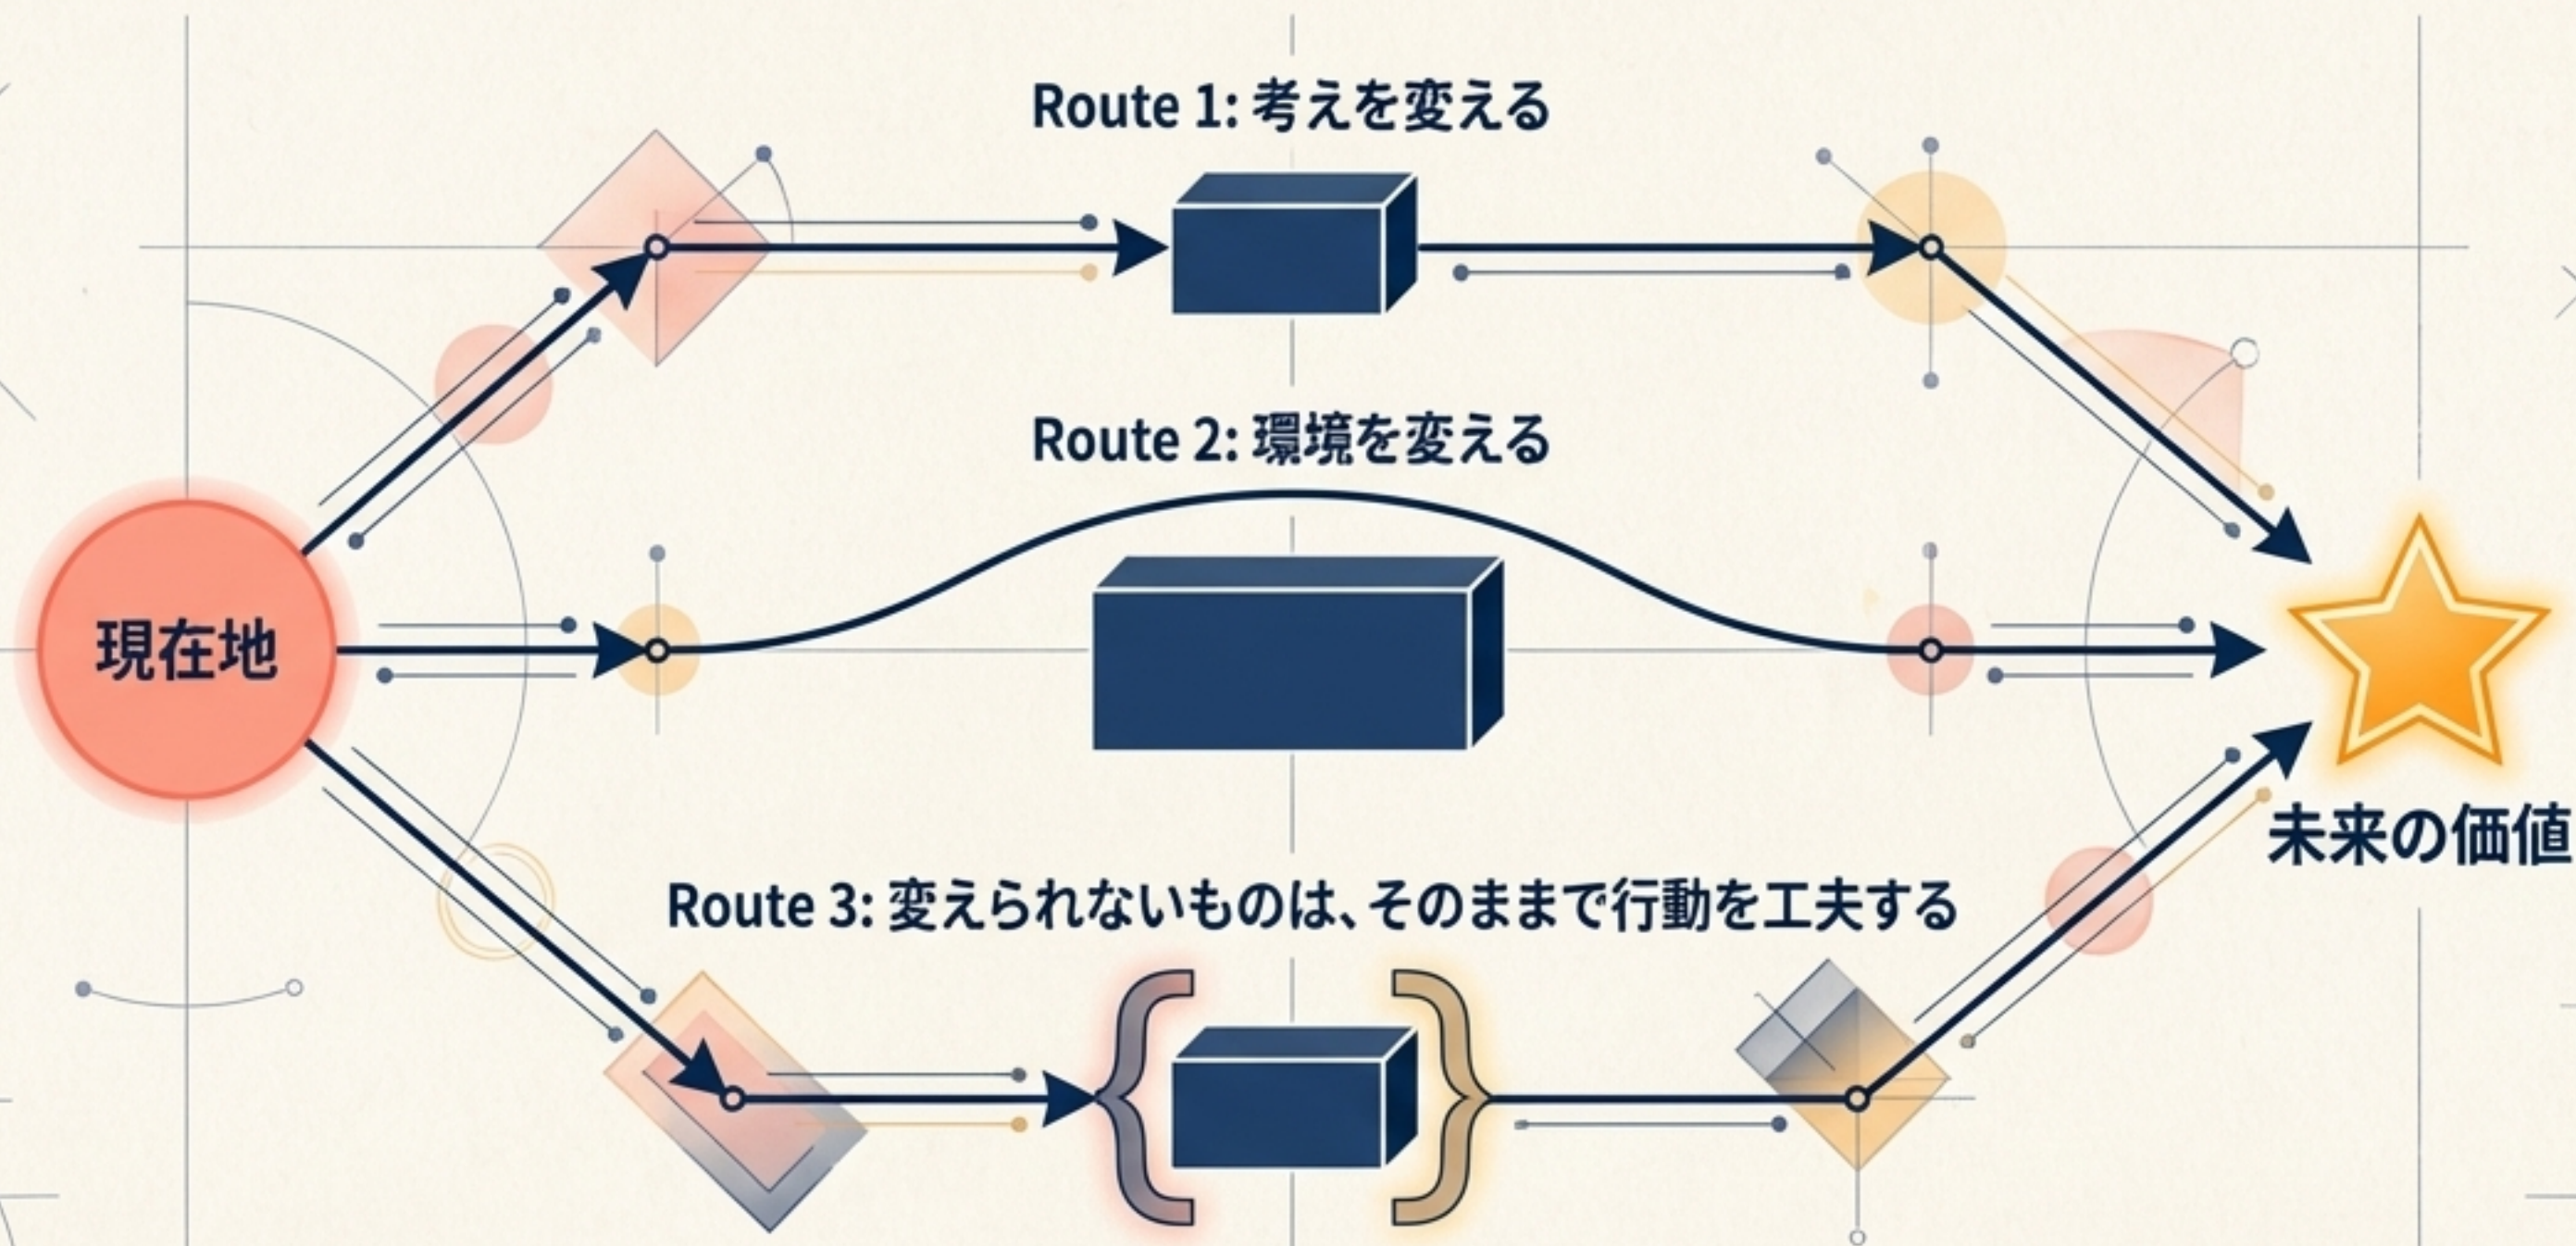 Route 1: 考えを変える
Route 2: 環境を変える
現在地
未来の価値
Route 3: 変えられないものは、そのままで行動を工夫する